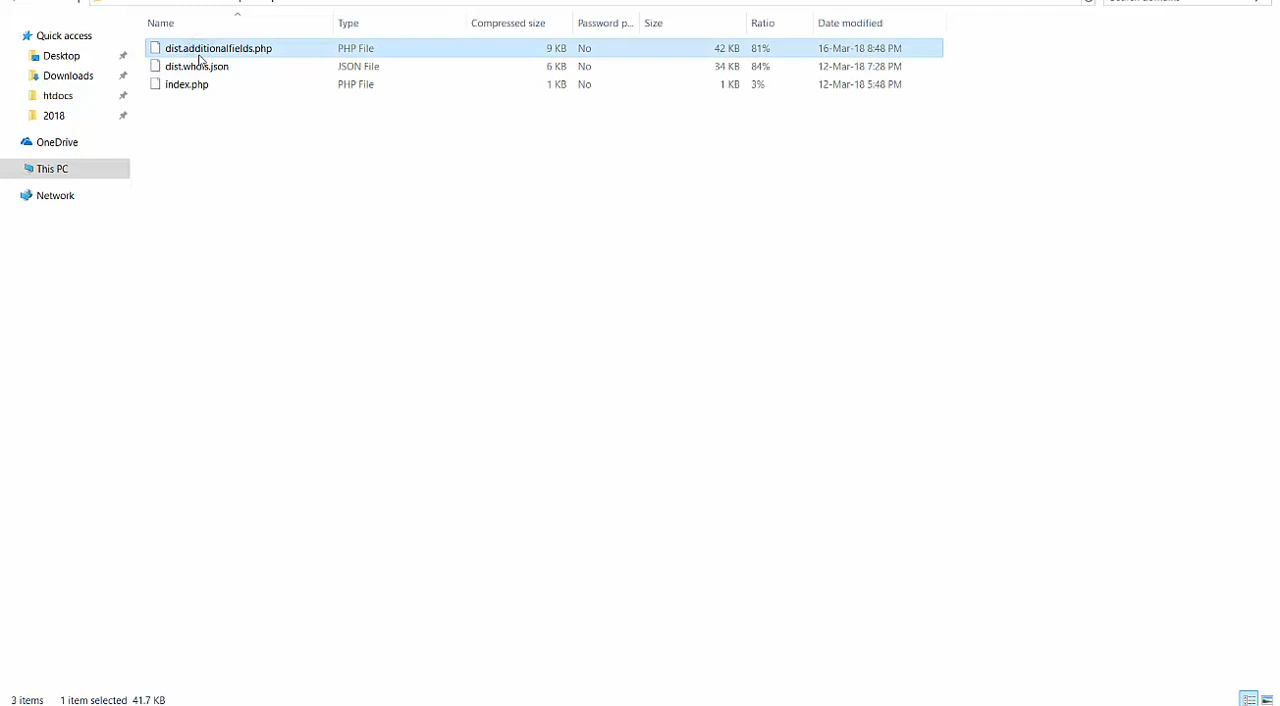 Name Type Compressed size Password p... Size Ratio Date modified
Quick access
Desktop
Downloads
htdocs
2018
OneDrive
This PC
Network
dist.additionalfields.php PHP File 9 KB No 42 KB 81% 16-Mar-18 8:48 PM
dist.whois.json JSON File 6 KB No 34 KB 84% 12-Mar-18 7:28 PM
index.php PHP File 1 KB No 1 KB 3% 12-Mar-18 5:48 PM
3 items 1 item selected 41.7 KB